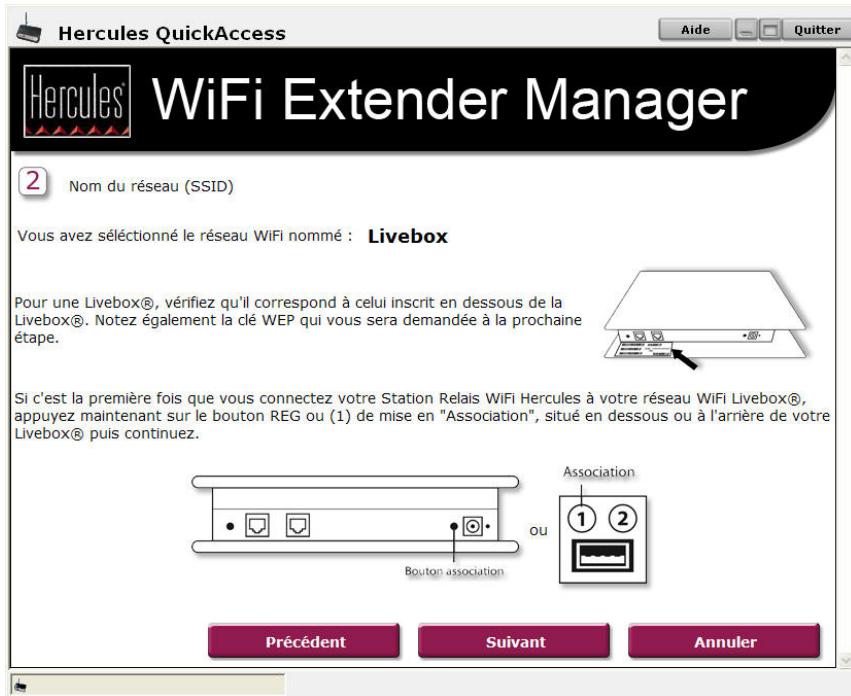 Hercules QuickAccess
Aide
Quitter
Hercules
WiFi Extender Manager
2 Nom du réseau (SSID)
Vous avez séléctionné le réseau WiFi nommé : Livebox
Pour une Livebox®, vérifiez qu'il correspond à celui inscrit en dessous de la
Livebox®. Notez également la clé WEP qui vous sera demandée à la prochaine
étape.
Si c'est la première fois que vous connectez votre Station Relais WiFi Hercules à votre réseau WiFi Livebox®,
appuyez maintenant sur le bouton REG ou (1) de mise en "Association", situé en dessous ou à l'arrière de votre
Livebox® puis continuez.
Association
1 2
ou
Bouton association
Précédent
Suivant
Annuler